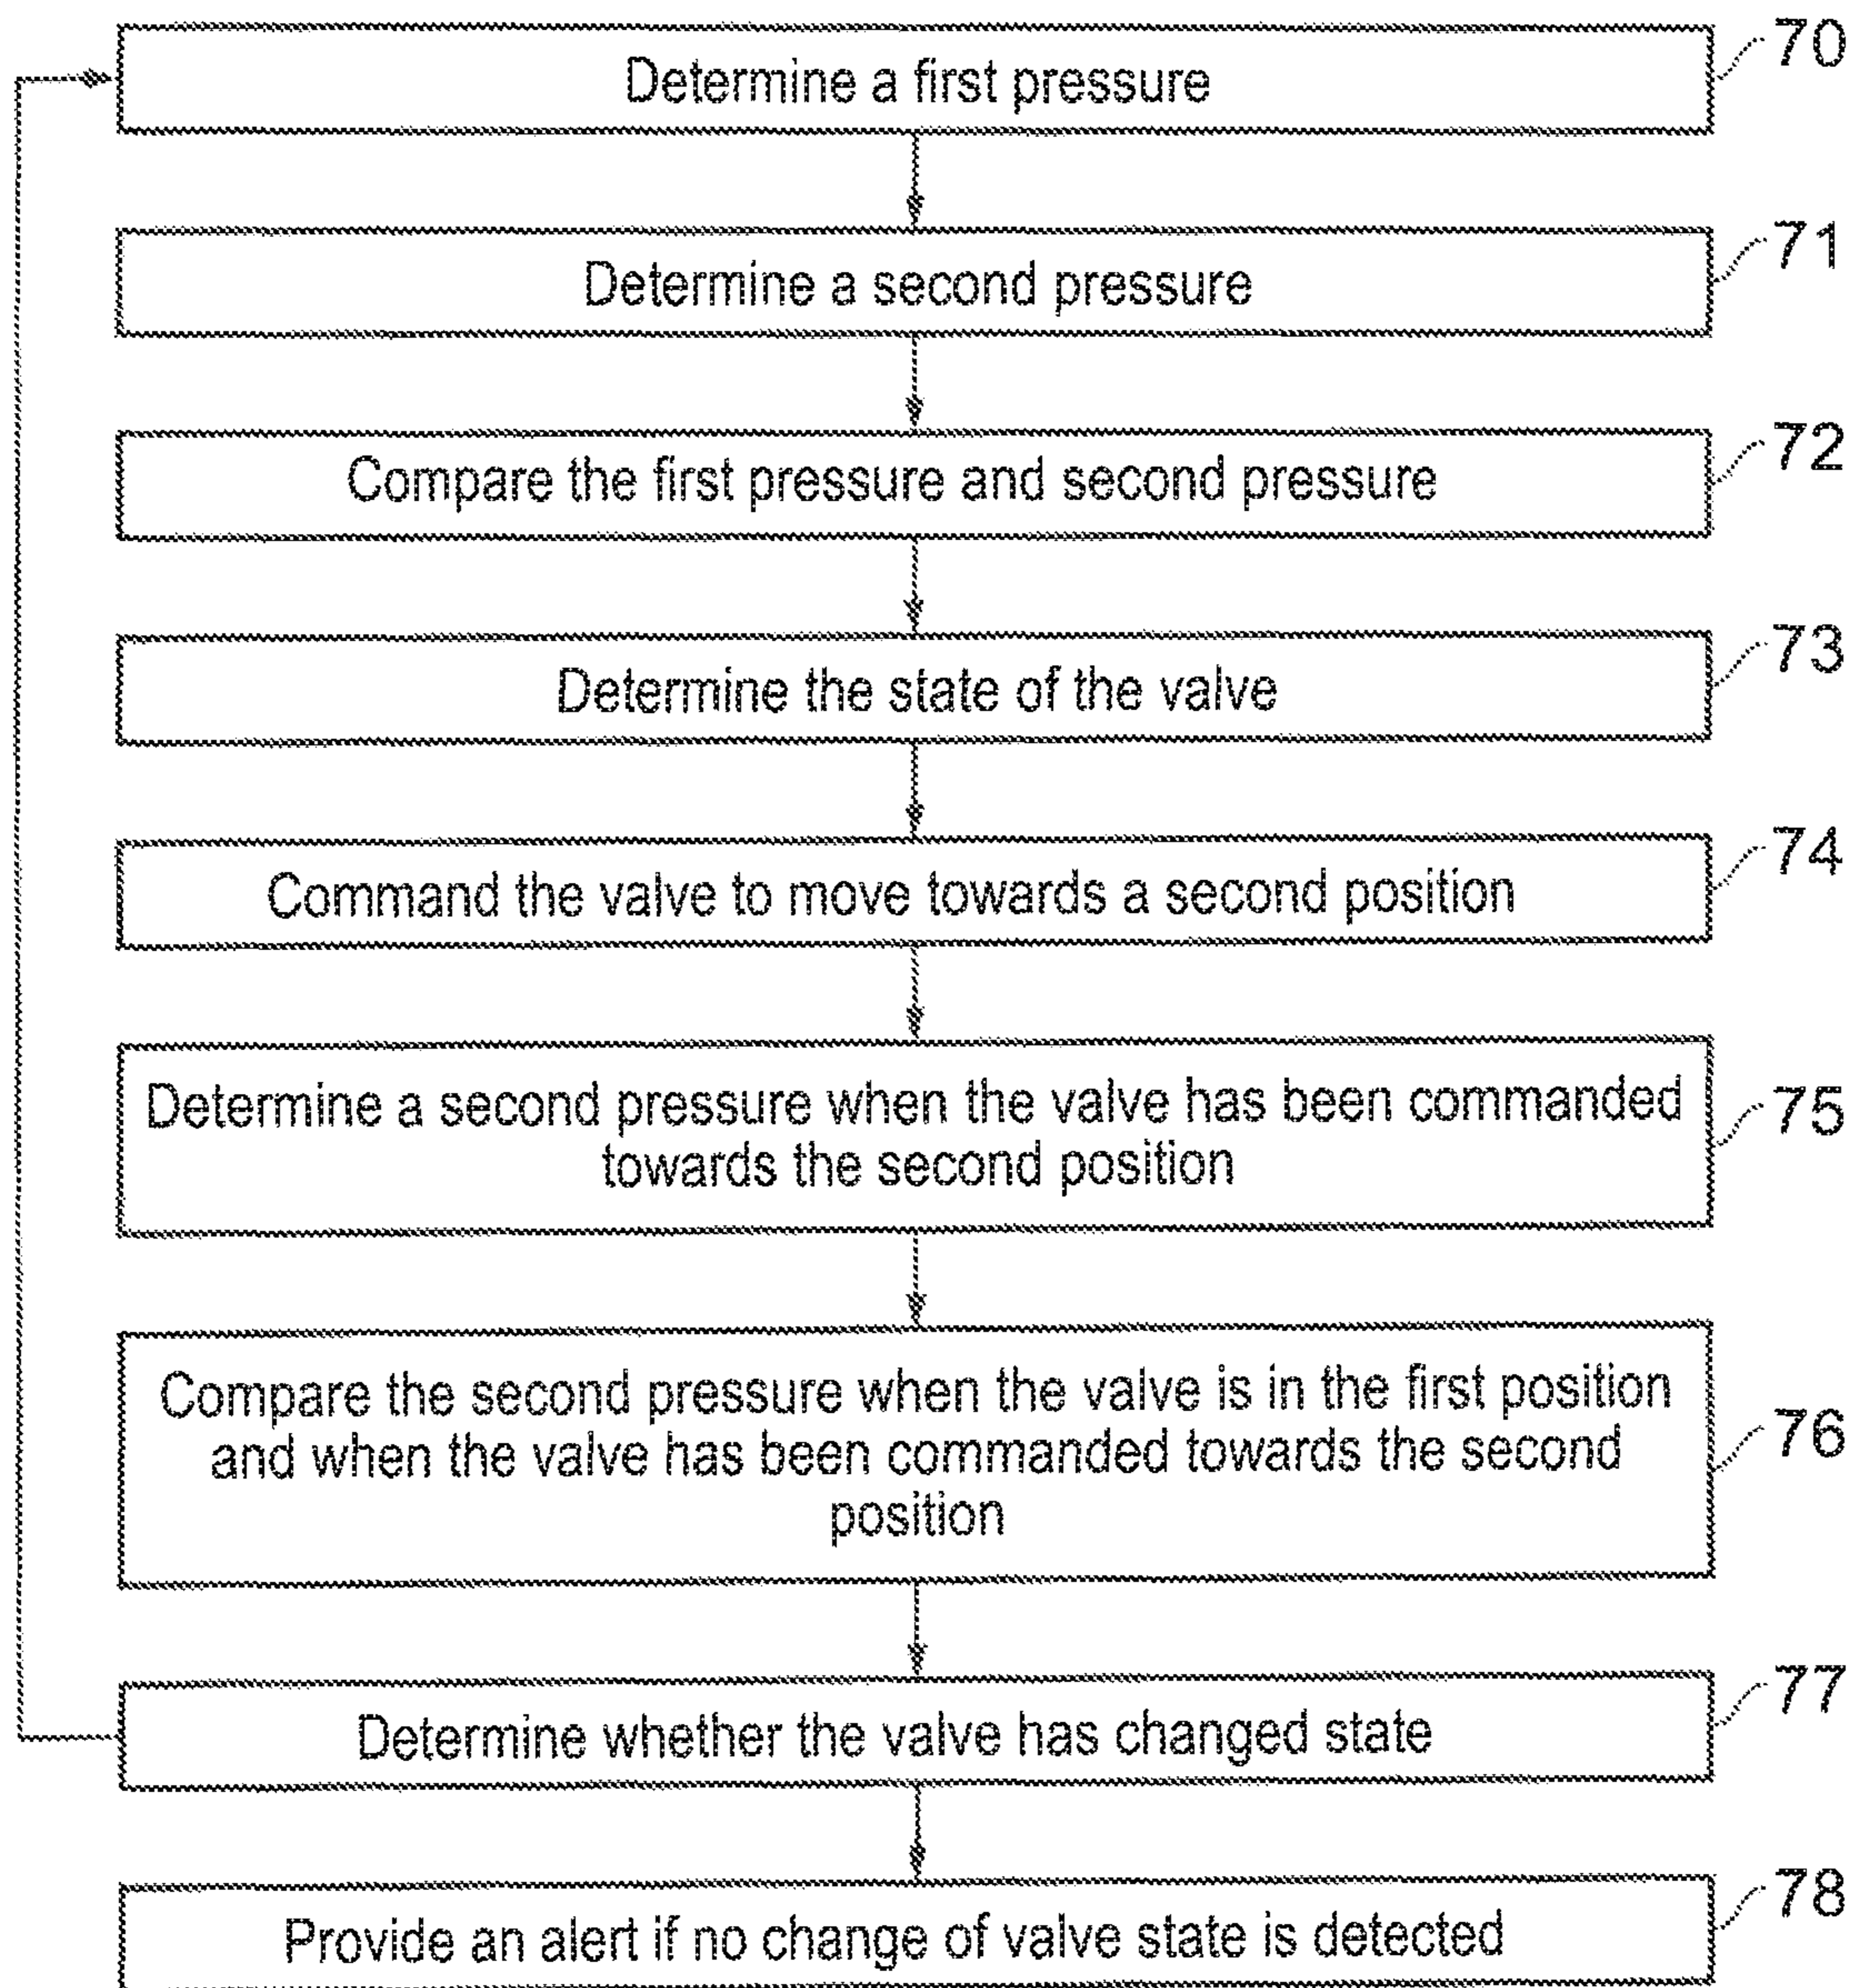 Determine a first pressure
70
Determine a second pressure
71
Compare the first pressure and second pressure
72
Determine the state of the valve
73
Command the valve to move towards a second position
74
Determine a second pressure when the valve has been commanded
towards the second position
75
Compare the second pressure when the valve is in the first position
and when the valve has been commanded towards the second
position
76
Determine whether the valve has changed state
77
Provide an alert if no change of valve state is detected
78